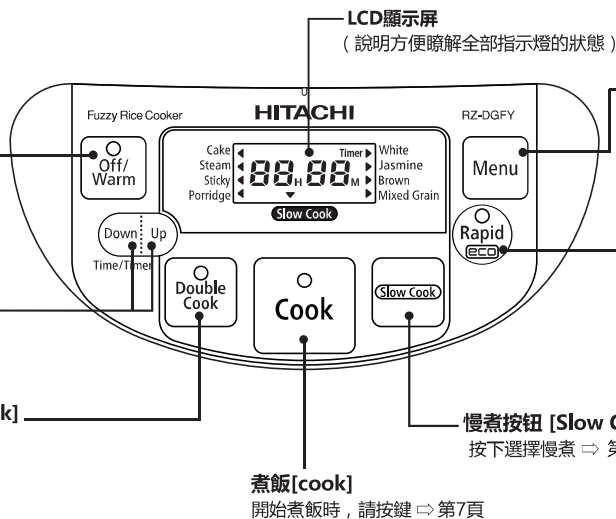 LCD顯示屏
（說明方便瞭解全部指示燈的狀態）
Fuzzy Rice Cooker
HITACHI
RZ-DGFY
Off/
Warm
Cake
Steam
Sticky
Porridge
Timer
88H 88M
White
Jasmine
Brown
Mixed Grain
Slow Cook
Menu
Down Up
Time/Timer
Rapid
eco
Double
Cook
Cook
Slow Cook
k]
慢煮按钮 [Slow C
按下選擇慢煮 ⇨ 第
煮飯[cook]
開始煮飯時，請按鍵 ⇨ 第7頁